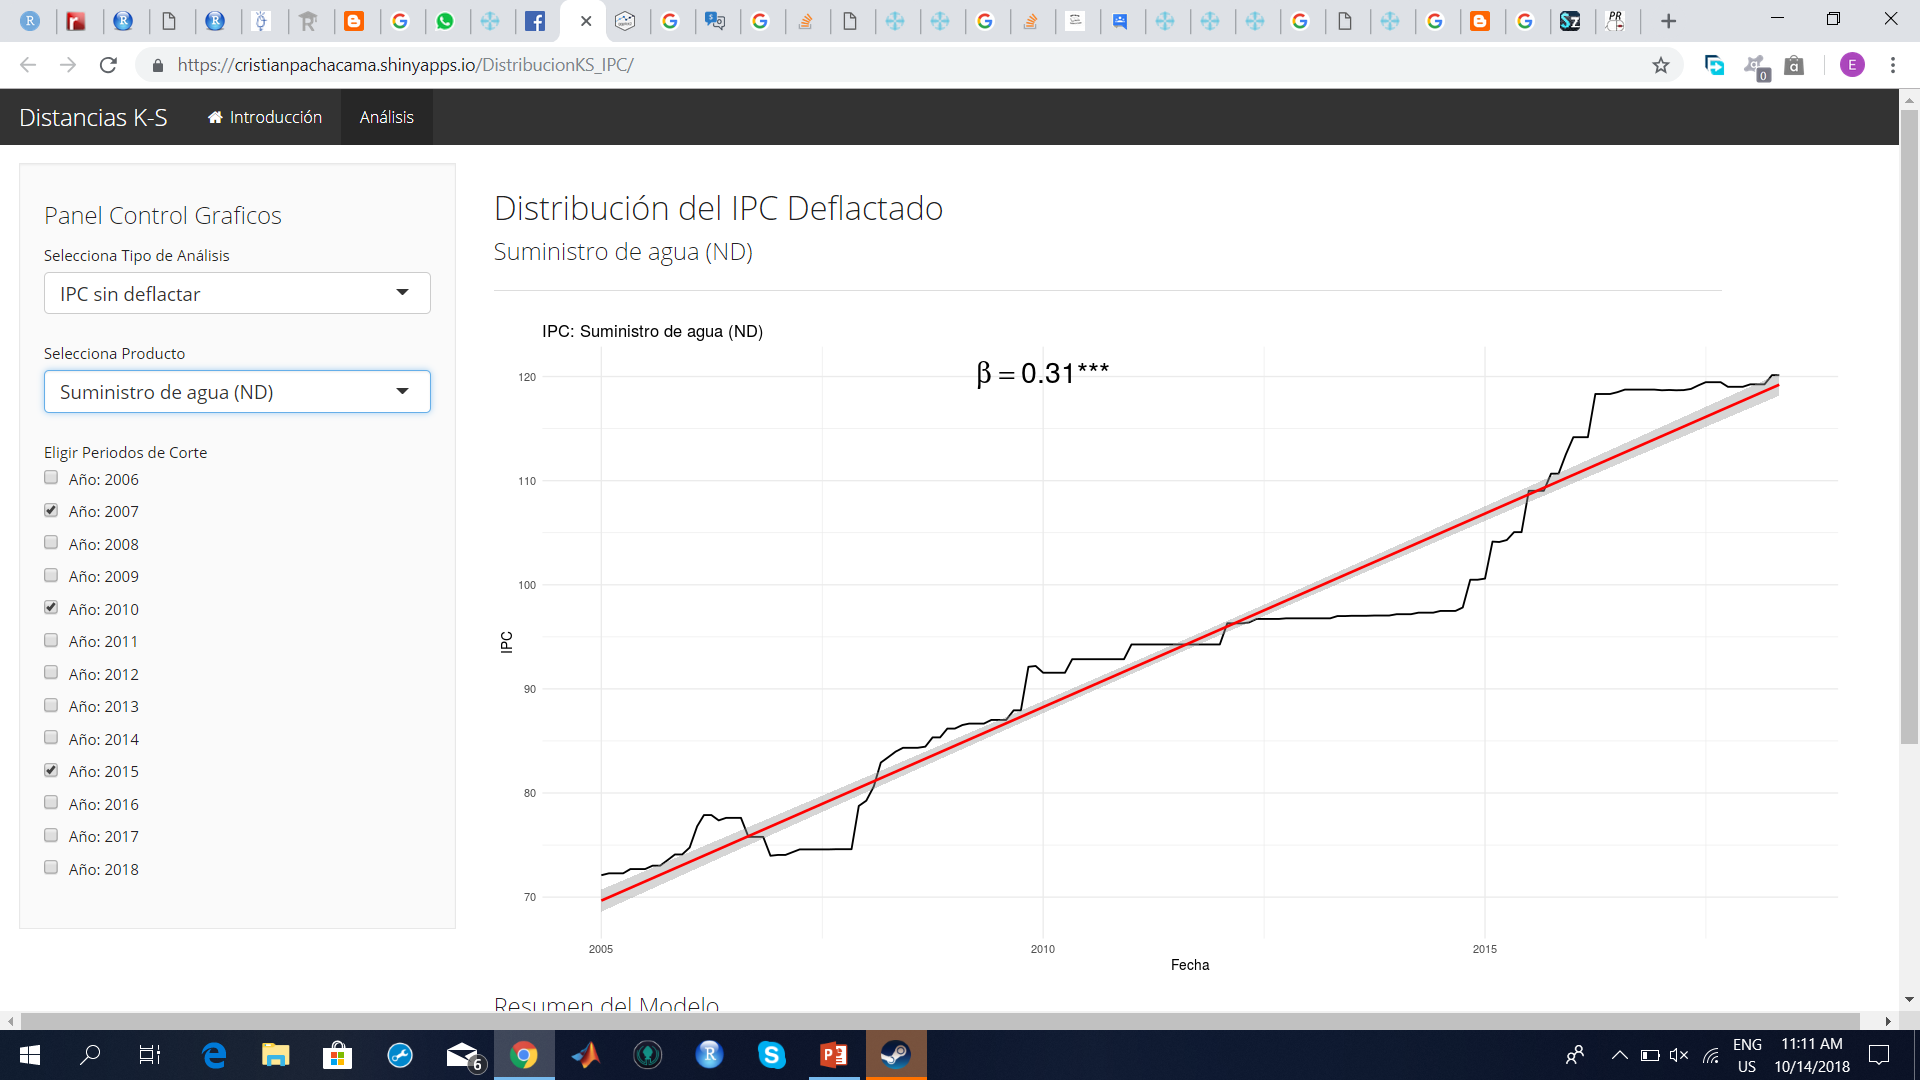 https://cristianpachacama.shinyapps.io/DistribucionKS_IPC/
0
E
Distancias K-S
Introducción
Análisis
Panel Control Graficos
Selecciona Tipo de Análisis
IPC sin deflactar
Selecciona Producto
Suministro de agua (ND)
Eligir Periodos de Corte
Año: 2006
Año: 2007
Año: 2008
Año: 2009
Año: 2010
Año: 2011
Año: 2012
Año: 2013
Año: 2014
Año: 2015
Año: 2016
Año: 2017
Año: 2018
Distribución del IPC Deflactado
Suministro de agua (ND)
IPC: Suministro de agua (ND)
β = 0.31***
120
110
100
90
80
70
IPC
2005
2010
2015
Fecha
Resumen del Modelo
6
ENG
US
11:11 AM
10/14/2018